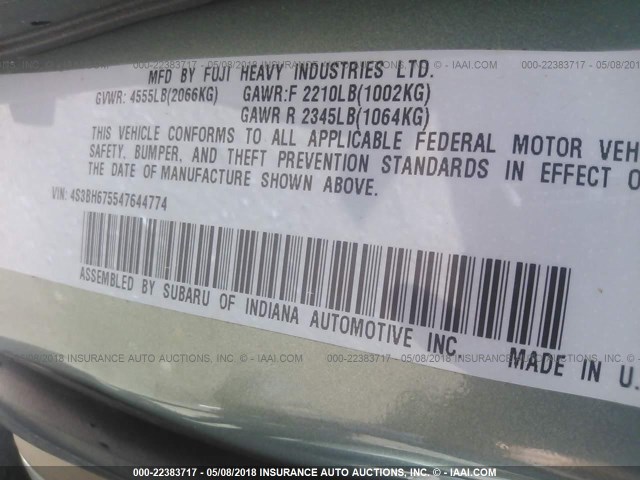 000-22383717 - 05/08/2018 INSURANCE AUTO AUCTIONS, INC. - © - IAAI.COM
MFD BY FUJI HEAVY INDUSTRIES LTD.
GVWR: 4555LB(2066KG) GAWR:F 2210LB(1002KG)
GAWR R 2345LB(1064KG)
THIS VEHICLE CONFORMS TO ALL APPLICABLE FEDERAL MOTOR VEH
SAFETY, BUMPER, AND THEFT PREVENTION STANDARDS IN EFFECT O
THE DATE OF MANUFACTURE SHOWN ABOVE.
VIN: 4S3BH675547644774
ASSEMBLED BY SUBARU OF INDIANA AUTOMOTIVE INC. MADE IN U.
000-22383717 - 05/08/2018 INSURANCE AUTO AUCTIONS, INC. - © IAAI.COM